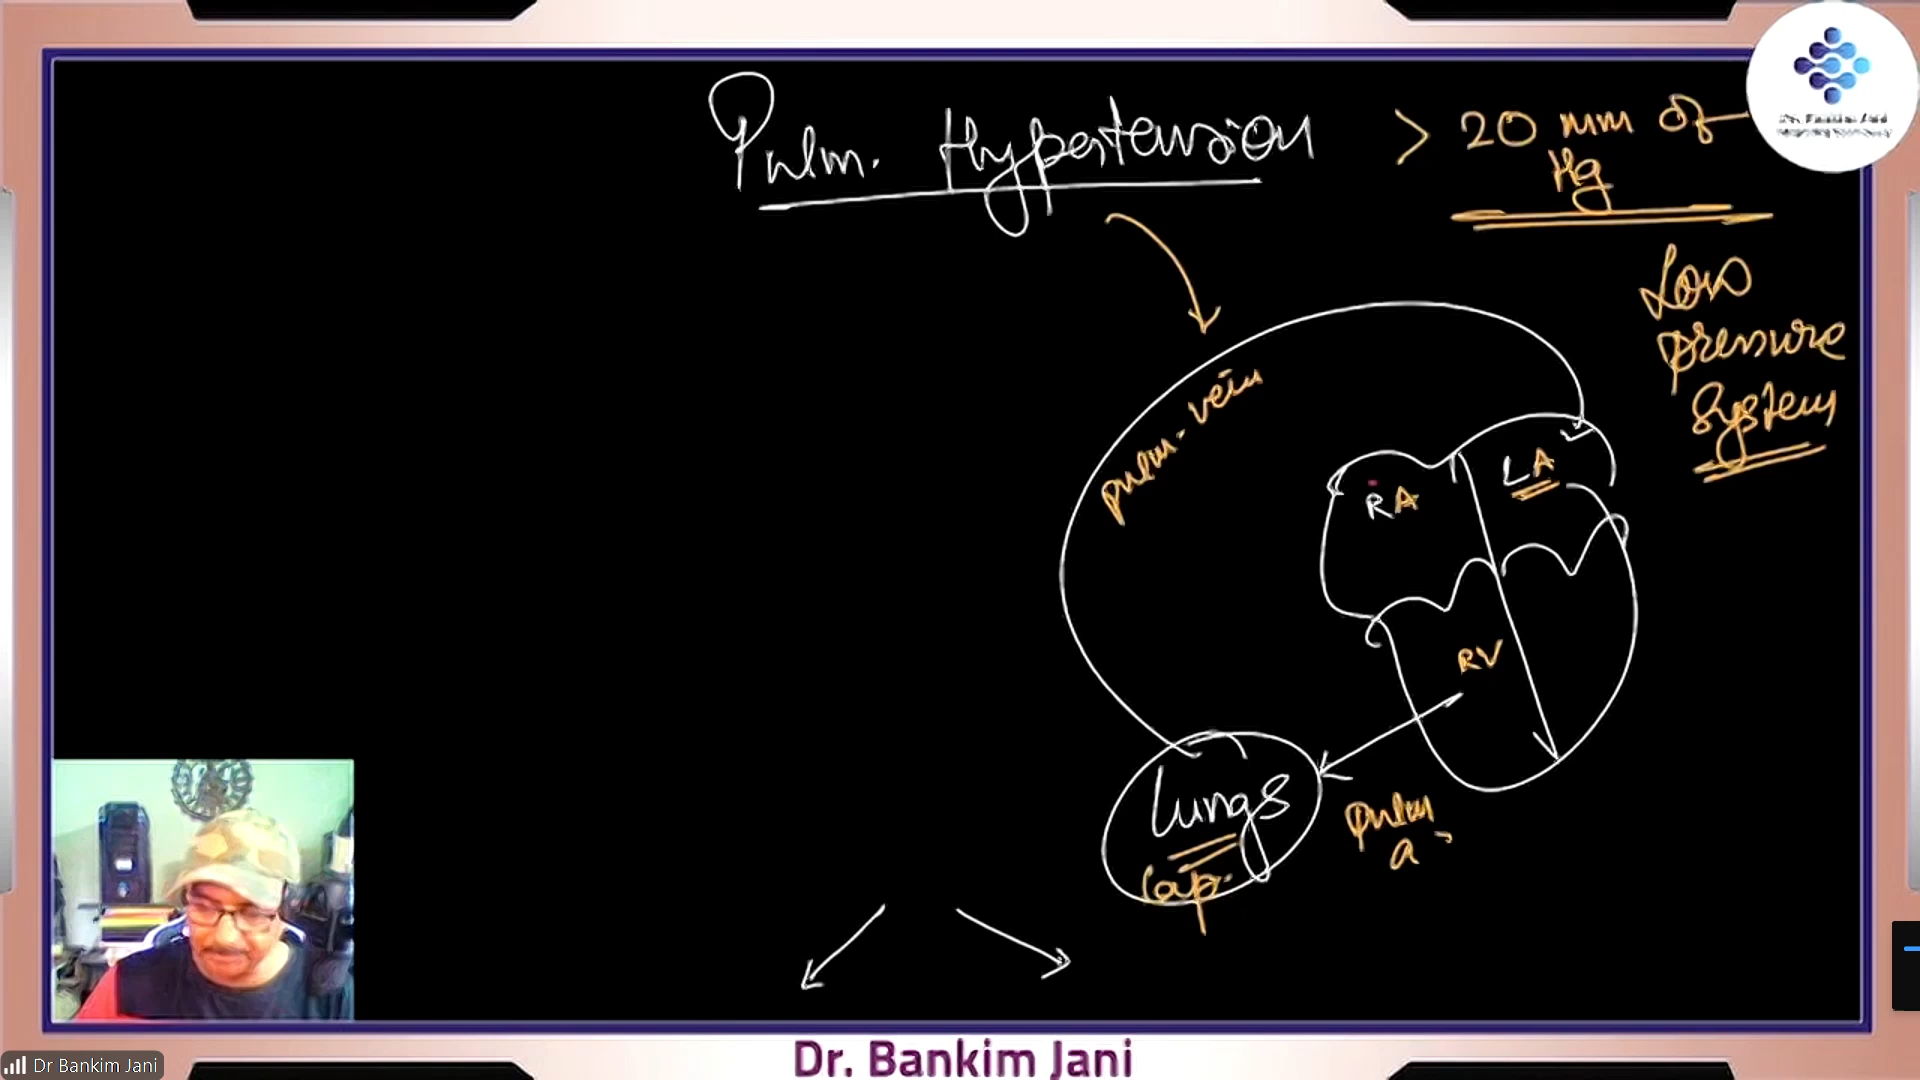 Pulm. Hypertension > 20 mm of
Hg
Low
pressure
system
pulm-vein
LA
RA
RV
Lungs
Cap.
pulm
a
Dr. Bankim Jani
Dr Bankim Jani